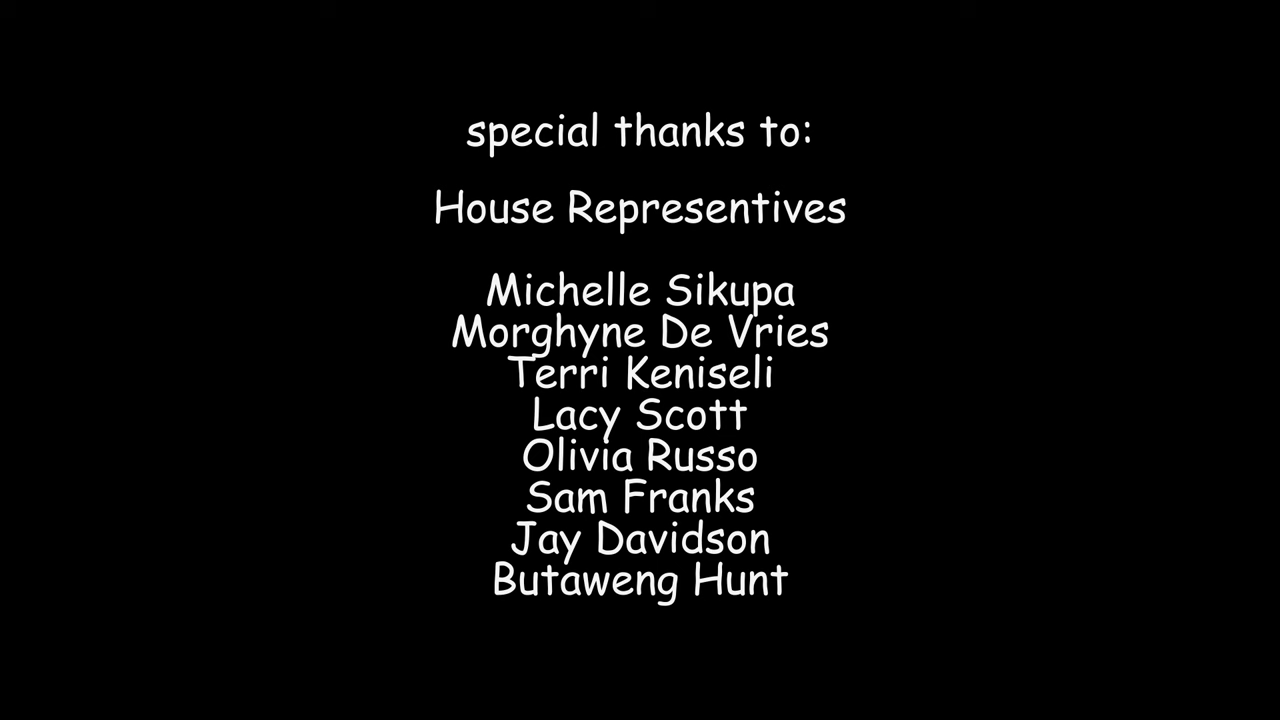 special thanks to:
House Representives
Michelle Sikupa
Morghyne De Vries
Terri Keniseli
Lacy Scott
Olivia Russo
Sam Franks
Jay Davidson
Butaweng Hunt